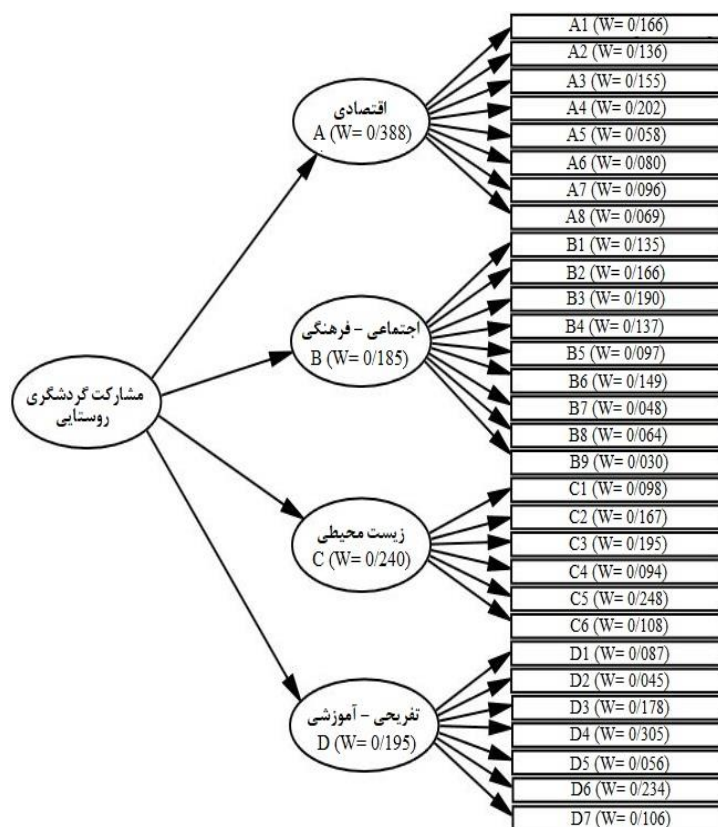 مشارکت گردشگری
روستایی
اقتصادی
A (W= 0/388)
A1 (W= 0/166)
A2 (W= 0/136)
A3 (W= 0/155)
A4 (W= 0/202)
A5 (W= 0/058)
A6 (W= 0/080)
A7 (W= 0/096)
A8 (W= 0/069)
اجتماعی - فرهنگی
B (W= 0/185)
B1 (W= 0/135)
B2 (W= 0/166)
B3 (W= 0/190)
B4 (W= 0/137)
B5 (W= 0/097)
B6 (W= 0/149)
B7 (W= 0/048)
B8 (W= 0/064)
B9 (W= 0/030)
زیست محیطی
C (W= 0/240)
C1 (W= 0/098)
C2 (W= 0/167)
C3 (W= 0/195)
C4 (W= 0/094)
C5 (W= 0/248)
C6 (W= 0/108)
تفریحی - آموزشی
D (W= 0/195)
D1 (W= 0/087)
D2 (W= 0/045)
D3 (W= 0/178)
D4 (W= 0/305)
D5 (W= 0/056)
D6 (W= 0/234)
D7 (W= 0/106)